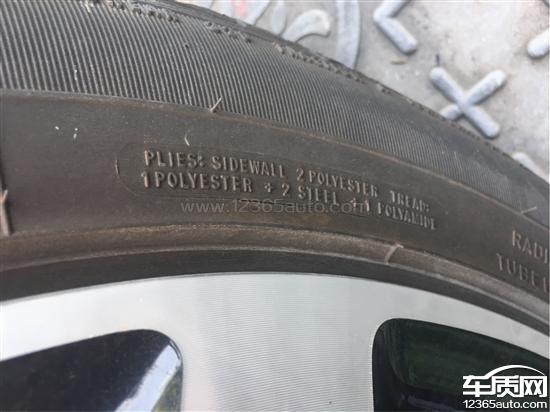 PLIES: SIDEWALL 2 POLYESTER TREAD:
1 POLYESTER + 2 STEEL + 1 POLYAMIDE
www.12365auto.com
RADI
TUBEL
车质网
12365auto.com